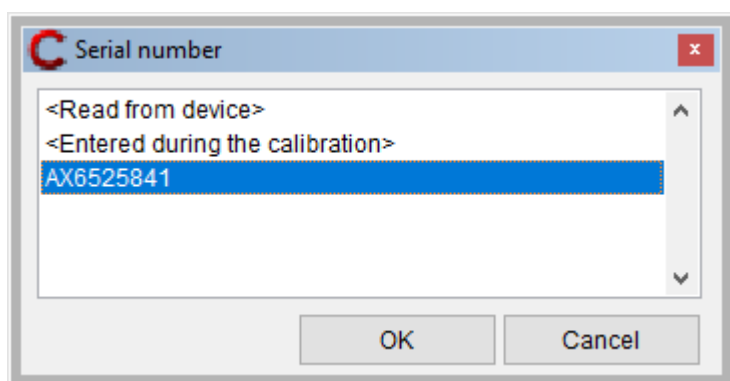 Serial number
<Read from device>
<Entered during the calibration>
AX6525841
OK Cancel